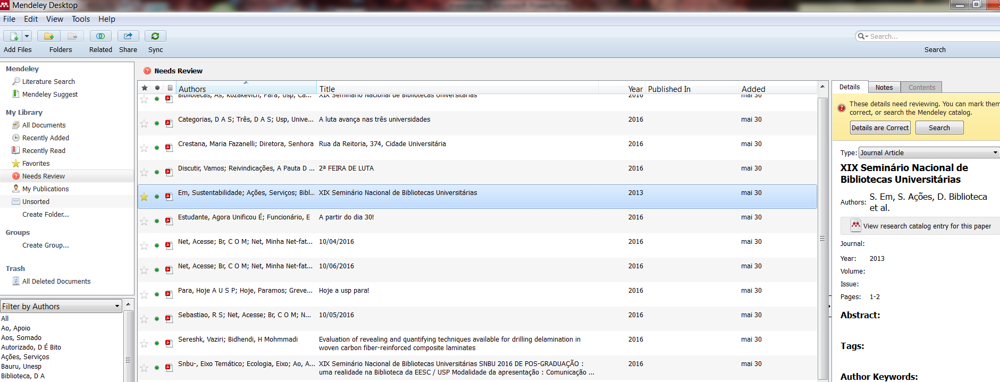 Mendeley Desktop
File Edit View Tools Help
Add Files Folders Related Share Sync
Search...
Search
Mendeley
Literature Search
Mendeley Suggest
My Library
All Documents
Recently Added
Recently Read
Favorites
Needs Review
My Publications
Unsorted
Create Folder...
Groups
Create Group...
Trash
All Deleted Documents
Filter by Authors
All
Ao, Apoio
Aos, Somado
Autorizado, D É Bito
Ações, Serviços
Bauru, Unesp
Biblioteca, D A
Needs Review
Authors Title Year Published In Added
Bibliotecas, As; Kozakevich, Para; Usp, Ca... XIX Seminário Nacional de Bibliotecas Universitárias 2016 mai 30
Categorias, D A S; Três, D A S; Usp, Unive... A luta avança nas três universidades 2016 mai 30
Crestana, Maria Fazanelli; Diretora, Senhora Rua da Reitoria, 374, Cidade Universitária 2016 mai 30
Discutir, Vamos; Reivindicações, A Pauta D ... 2ª FEIRA DE LUTA 2016 mai 30
Em, Sustentabilidade; Ações, Serviços; Bibl... XIX Seminário Nacional de Bibliotecas Universitárias 2013 mai 30
Estudante, Agora Unificou É; Funcionário, E A partir do dia 30! 2016 mai 30
Net, Acesse; Br, C O M; Net, Minha Net-fat... 10/04/2016 2016 mai 30
Net, Acesse; Br, C O M; Net, Minha Net-fat... 10/06/2016 2016 mai 30
Para, Hoje A U S P; Hoje, Paramos; Greve... Hoje a usp para! 2016 mai 30
Sebastiao, R S; Net, Acesse; Br, C O M; N... 10/05/2016 2016 mai 30
Sereshk, Vaziri; Bidhendi, H Mohmmadi Evaluation of revealing and quantifying techniques available for drilling delamination in 2016 mai 30
woven carbon fiber-reinforced composite laminates
Snbu-, Eixo Temático; Ecologia, Eixo; Ao, A... XIX Seminário Nacional de Bibliotecas Universitárias SNBU 2016 DE POS-GRADUAÇÃO : 2016 mai 30
uma realidade na Biblioteca da EESC / USP Modalidade da apresentação : Comunicação ...
Details Notes Contents
These details need reviewing. You can mark them
correct, or search the Mendeley catalog.
Details are Correct Search
Type: Journal Article
XIX Seminário Nacional de
Bibliotecas Universitárias
Authors: S. Em, S. Ações, D. Biblioteca
et al.
View research catalog entry for this paper
Journal:
Year: 2013
Volume:
Issue:
Pages: 1-2
Abstract:
Tags:
Author Keywords: